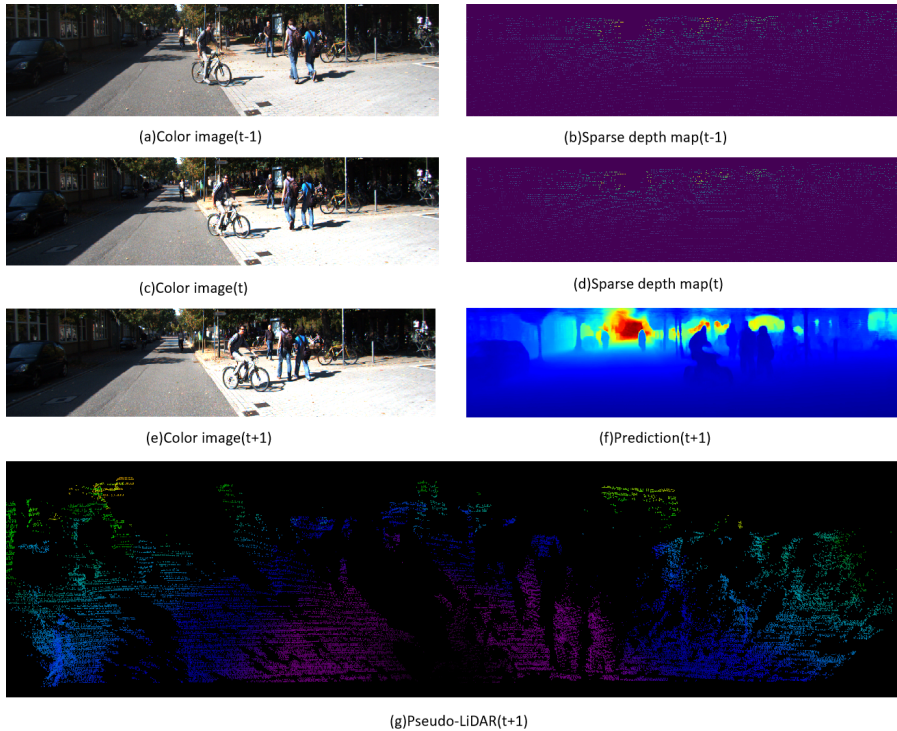 (a)Color image(t-1)
(b)Sparse depth map(t-1)
(c)Color image(t)
(d)Sparse depth map(t)
(e)Color image(t+1)
(f)Prediction(t+1)
(g)Pseudo-LiDAR(t+1)